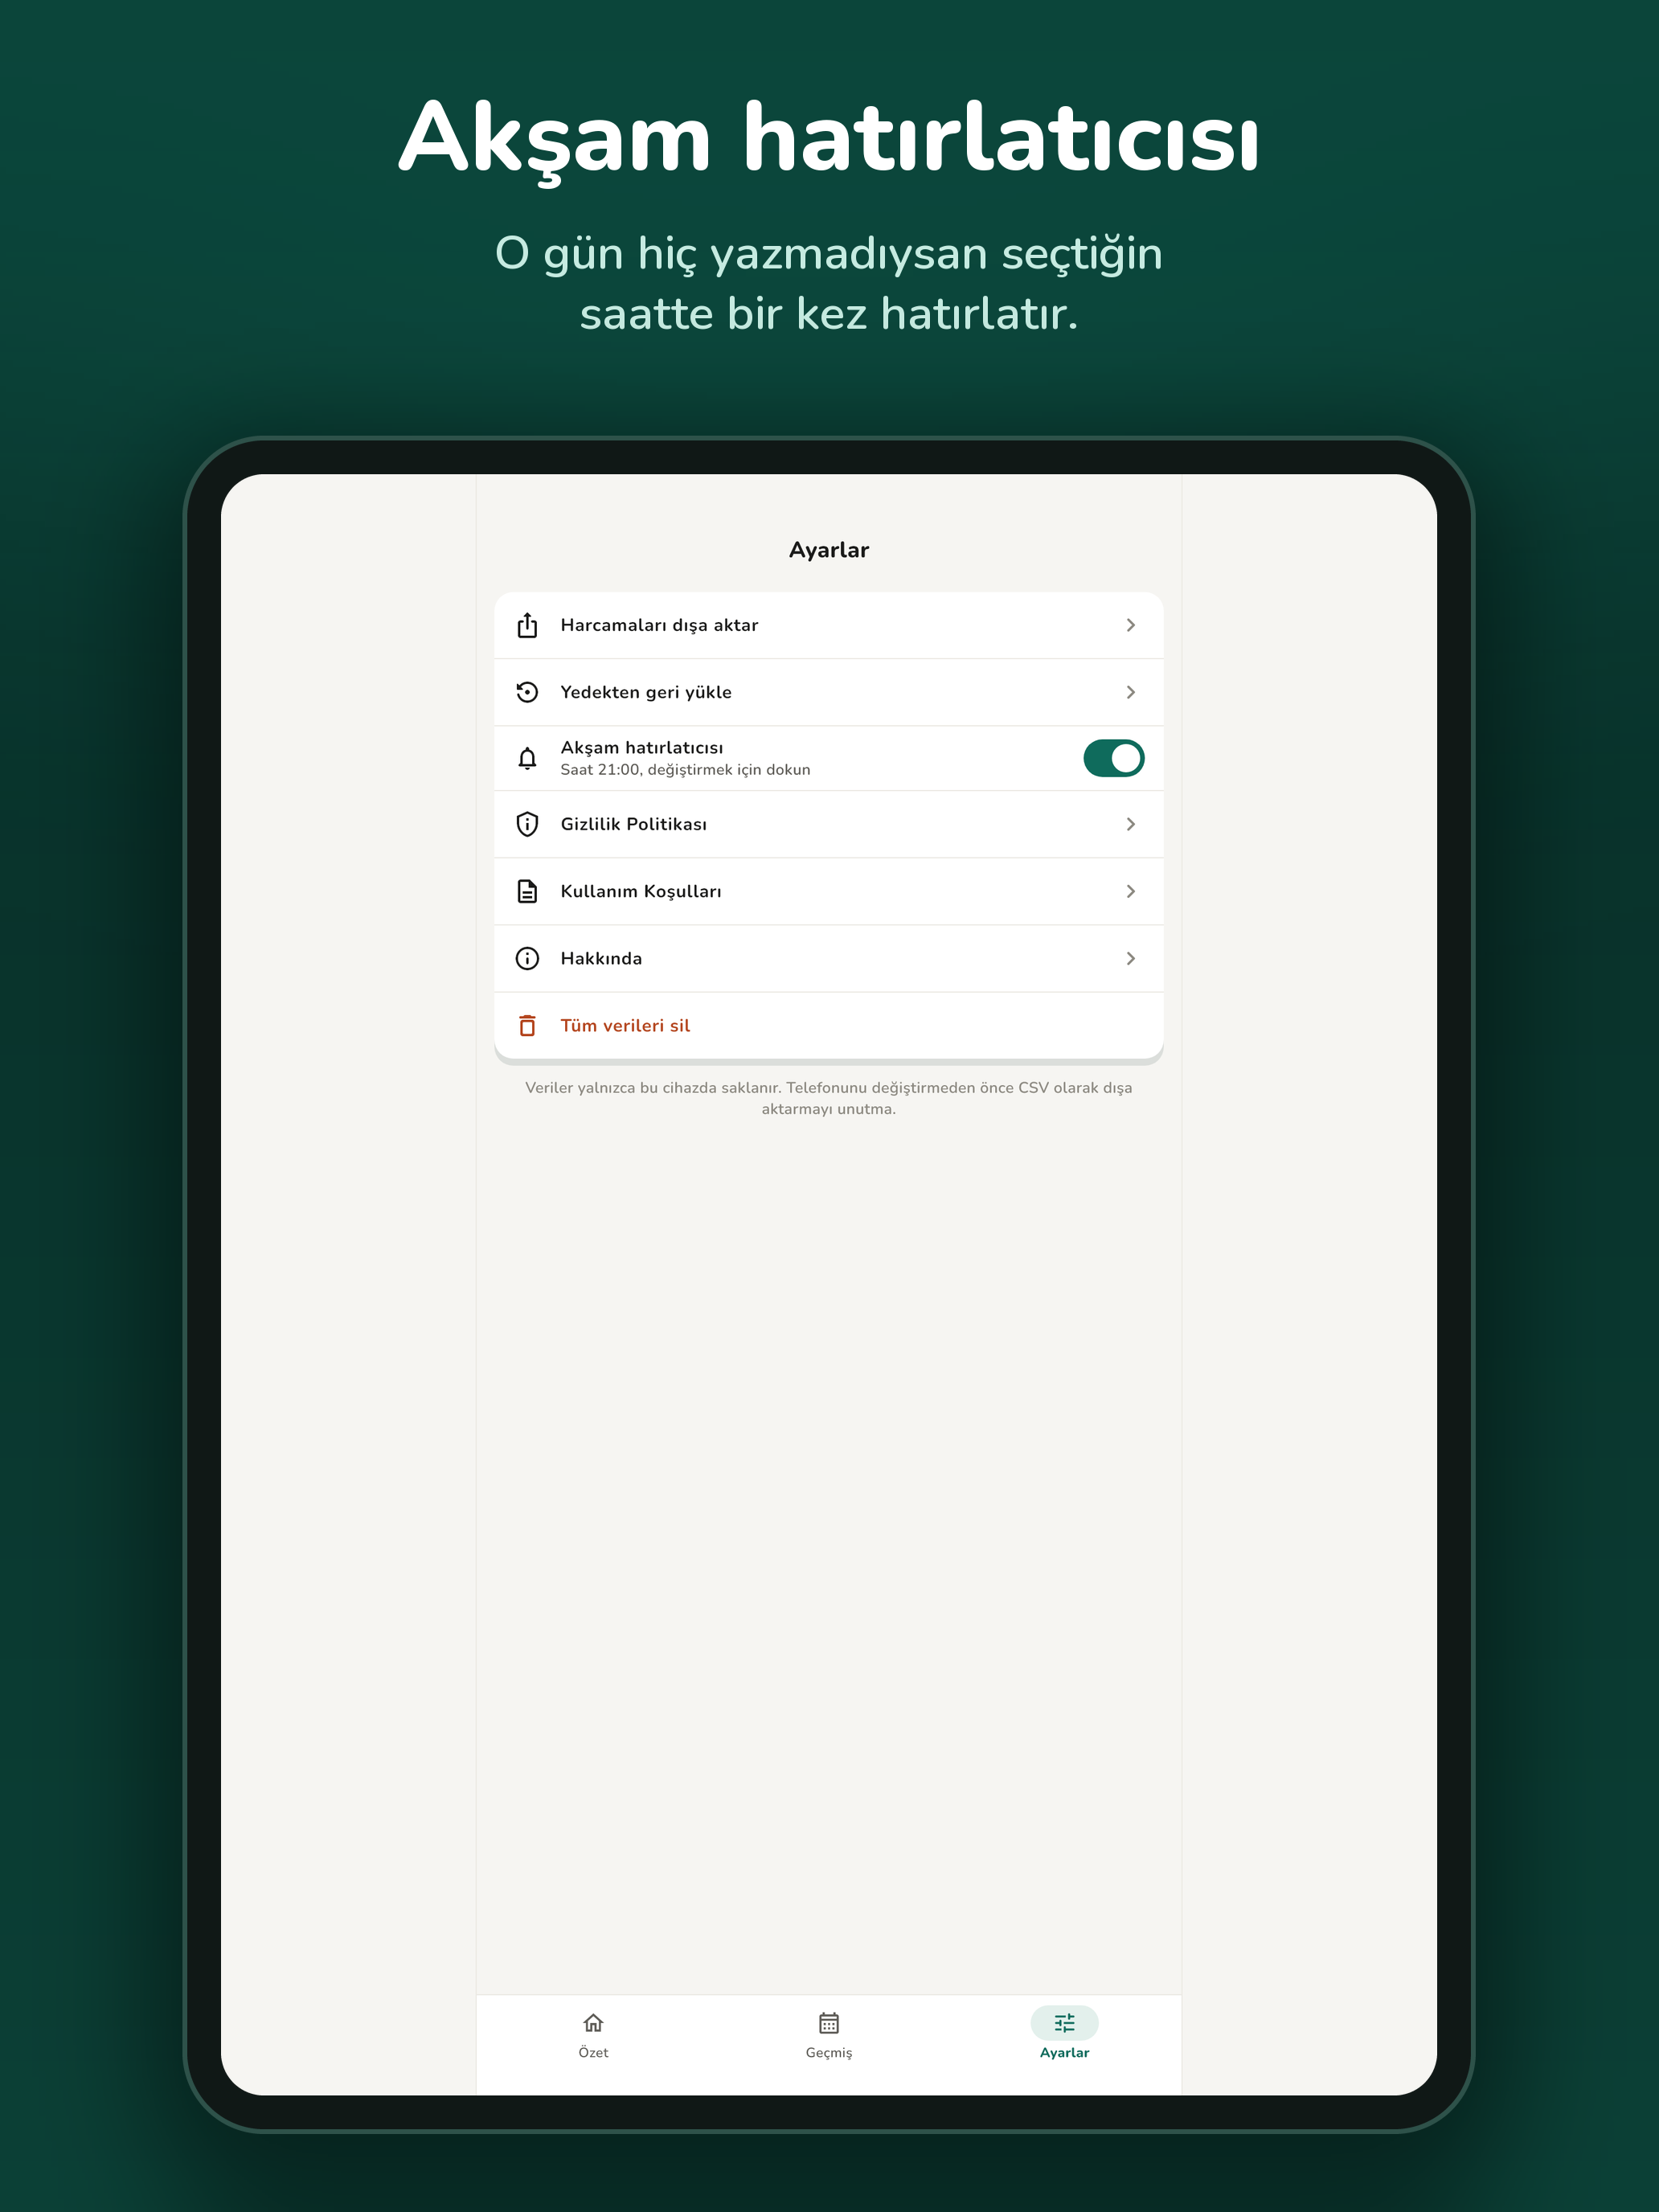 Akşam hatırlatıcısı
O gün hiç yazmadıysan seçtiğin
saatte bir kez hatırlatır.
Ayarlar
Harcamaları dışa aktar
Yedekten geri yükle
Akşam hatırlatıcısı
Saat 21:00, değiştirmek için dokun
Gizlilik Politikası
Kullanım Koşulları
Hakkında
Tüm verileri sil
Veriler yalnızca bu cihazda saklanır. Telefonunu değiştirmeden önce CSV olarak dışa
aktarmayı unutma.
Özet
Geçmiş
Ayarlar